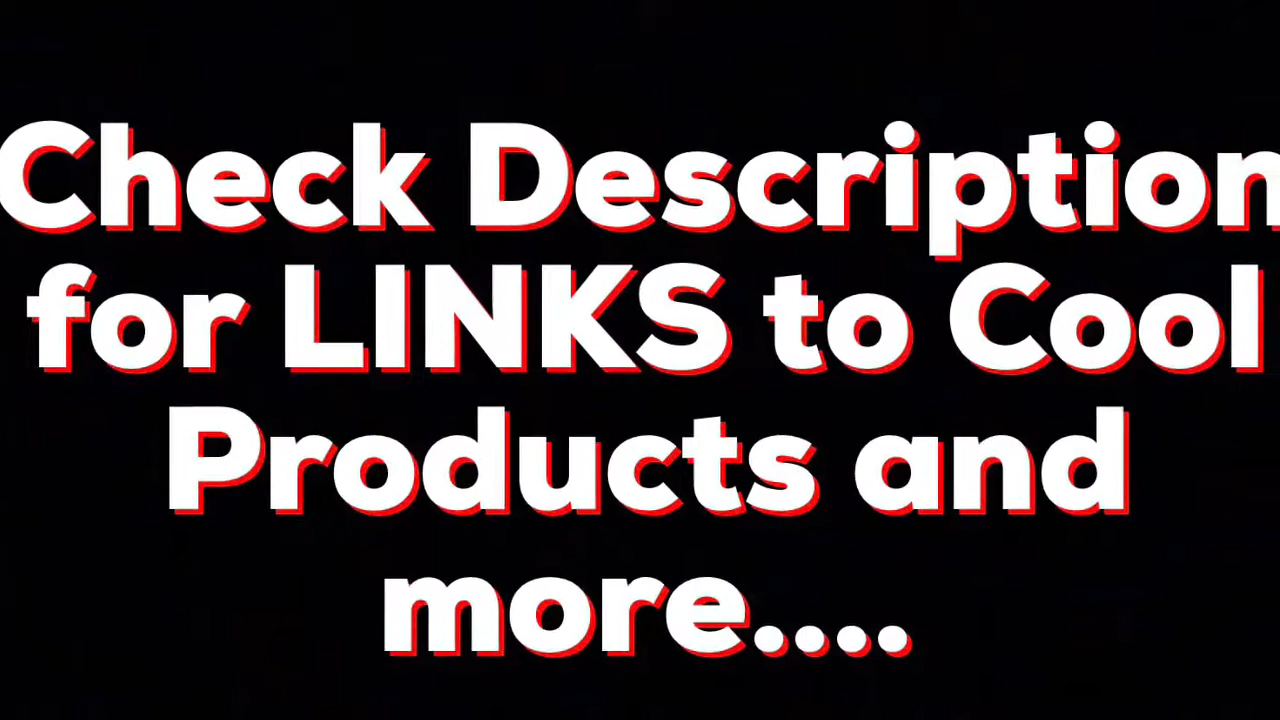 Check Description
for LINKS to Cool
Products and
more....